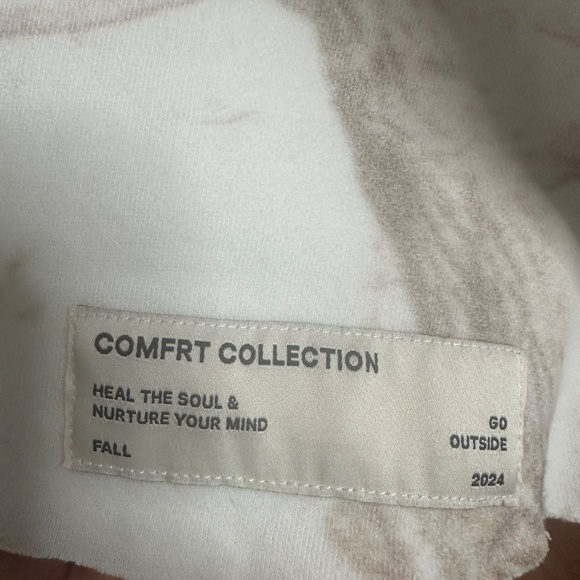 COMFRT COLLECTION
HEAL THE SOUL &
NURTURE YOUR MIND
FALL
GO
OUTSIDE
2024